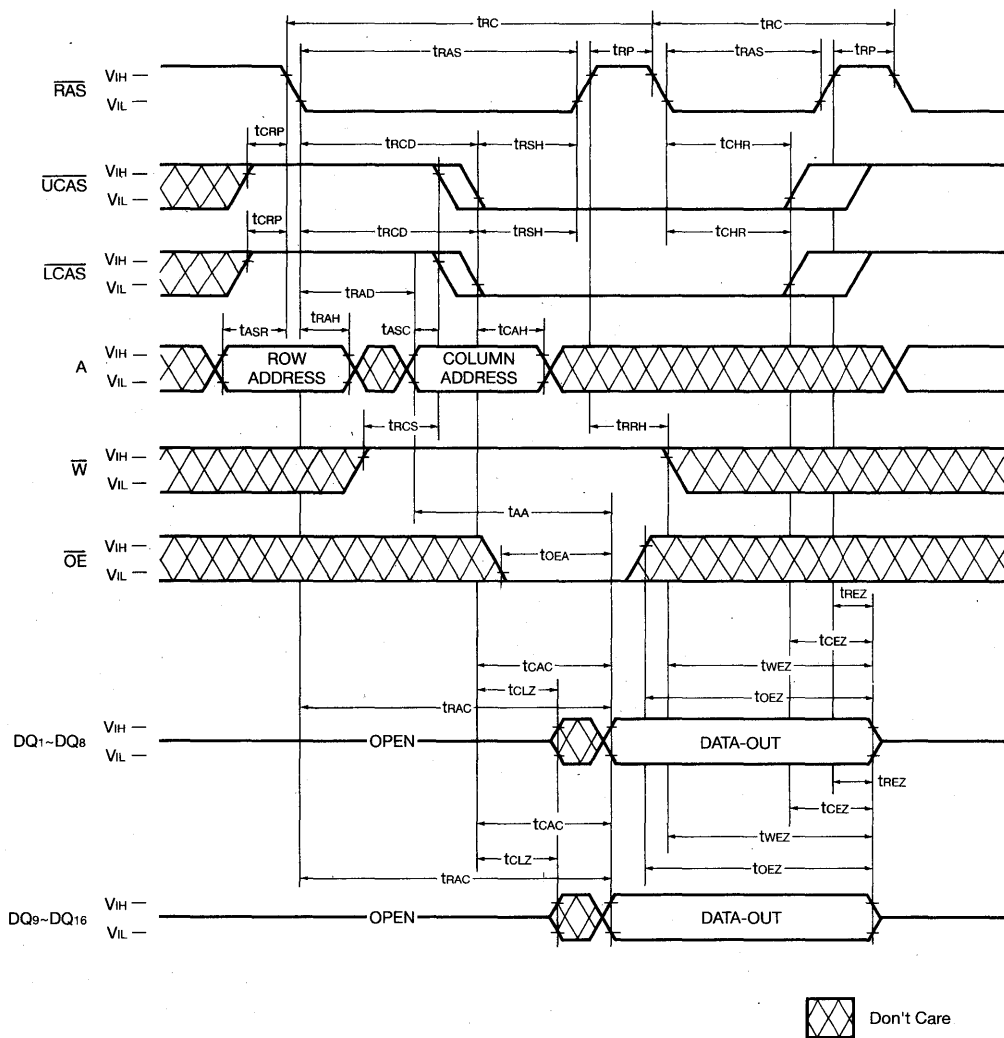 tRC tRC
tRAS tRP tRAS tRP
RAS VIH VIL
tCRP tRCD tRSH tCHR
UCAS VIH VIL
tCRP tRCD tRSH tCHR
LCAS VIH VIL
tRAD
tASR tRAH tASC tCAH
A VIH VIL ROW ADDRESS COLUMN ADDRESS
tRCS tRRH
W VIH VIL
tAA
OE VIH VIL tOEA
tREZ
tCEZ
tCAC tWEZ
tCLZ tOEZ
tRAC
DQ1~DQ8 VIH VIL OPEN DATA-OUT
tREZ
tCEZ
tCAC tWEZ
tCLZ tOEZ
tRAC
DQ9~DQ16 VIH VIL OPEN DATA-OUT
Don't Care